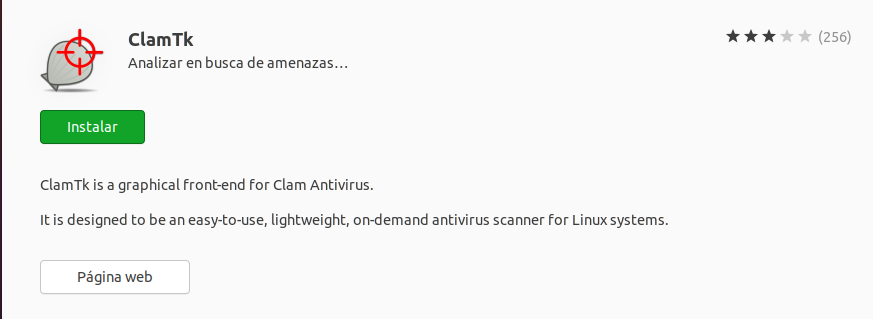 ClamTk
(256)
Analizar en busca de amenazas…
Instalar
ClamTk is a graphical front-end for Clam Antivirus.
It is designed to be an easy-to-use, lightweight, on-demand antivirus scanner for Linux systems.
Página web